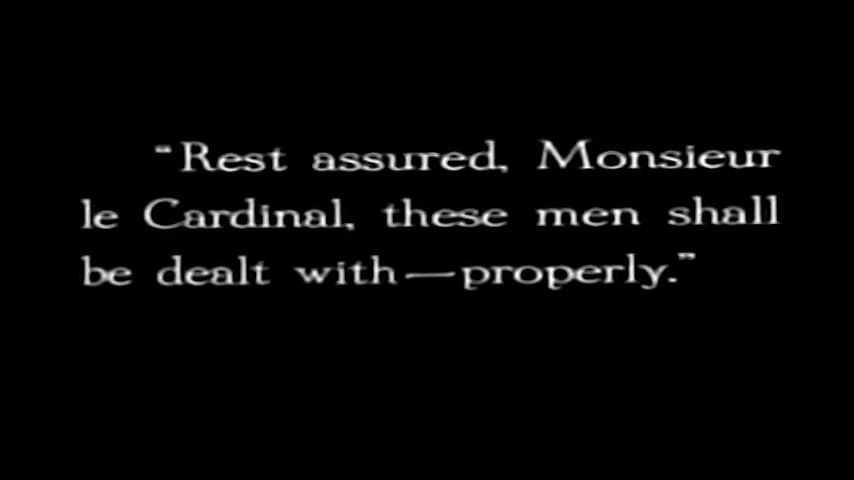 “Rest assured, Monsieur
le Cardinal, these men shall
be dealt with—properly.”